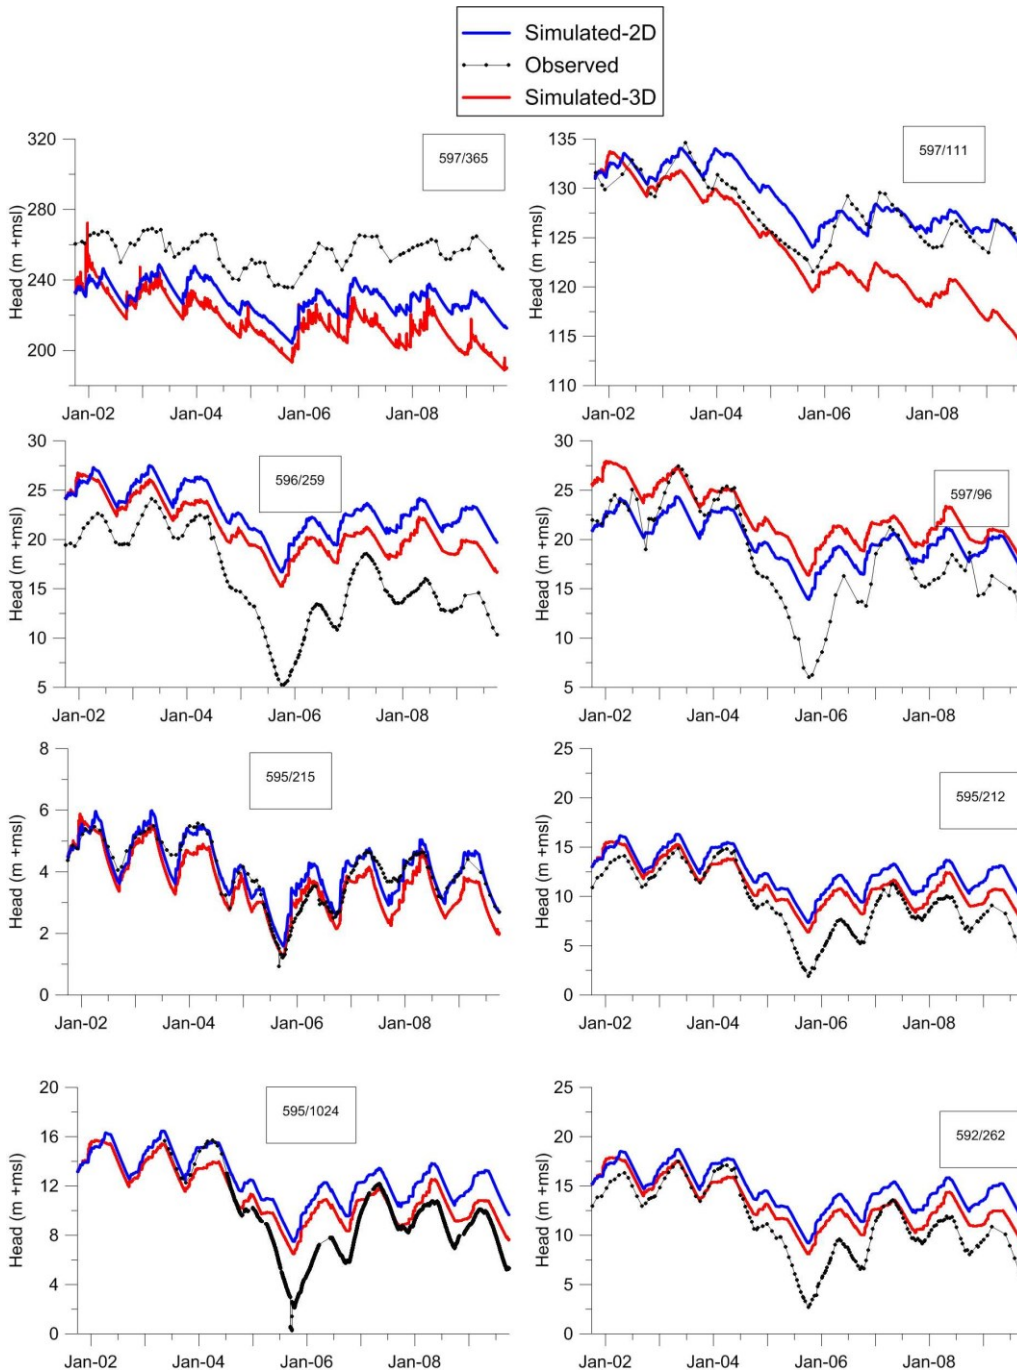 Simulated-2D
Observed
Simulated-3D
320
280
240
200
Head (m +msl)
597/365
Jan-02 Jan-04 Jan-06 Jan-08
135
130
125
120
115
110
Head (m +msl)
597/111
Jan-02 Jan-04 Jan-06 Jan-08
30
25
20
15
10
5
Head (m +msl)
596/259
Jan-02 Jan-04 Jan-06 Jan-08
30
25
20
15
10
5
Head (m +msl)
597/96
Jan-02 Jan-04 Jan-06 Jan-08
8
6
4
2
0
Head (m +msl)
595/215
Jan-02 Jan-04 Jan-06 Jan-08
25
20
15
10
5
0
Head (m +msl)
595/212
Jan-02 Jan-04 Jan-06 Jan-08
20
16
12
8
4
0
Head (m +msl)
595/1024
Jan-02 Jan-04 Jan-06 Jan-08
25
20
15
10
5
0
Head (m +msl)
592/262
Jan-02 Jan-04 Jan-06 Jan-08